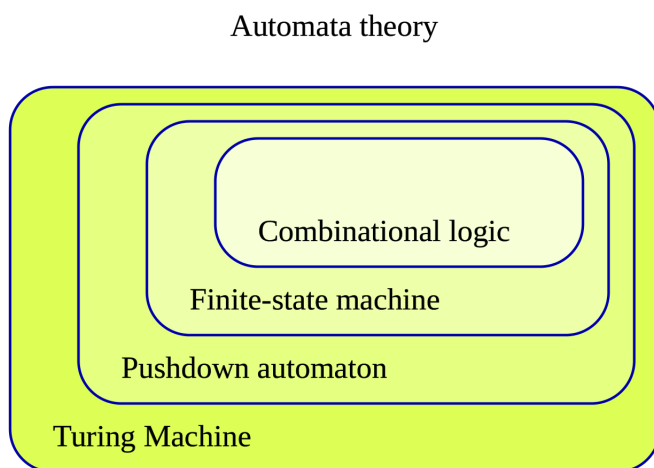 Automata theory
Combinational logic
Finite-state machine
Pushdown automaton
Turing Machine